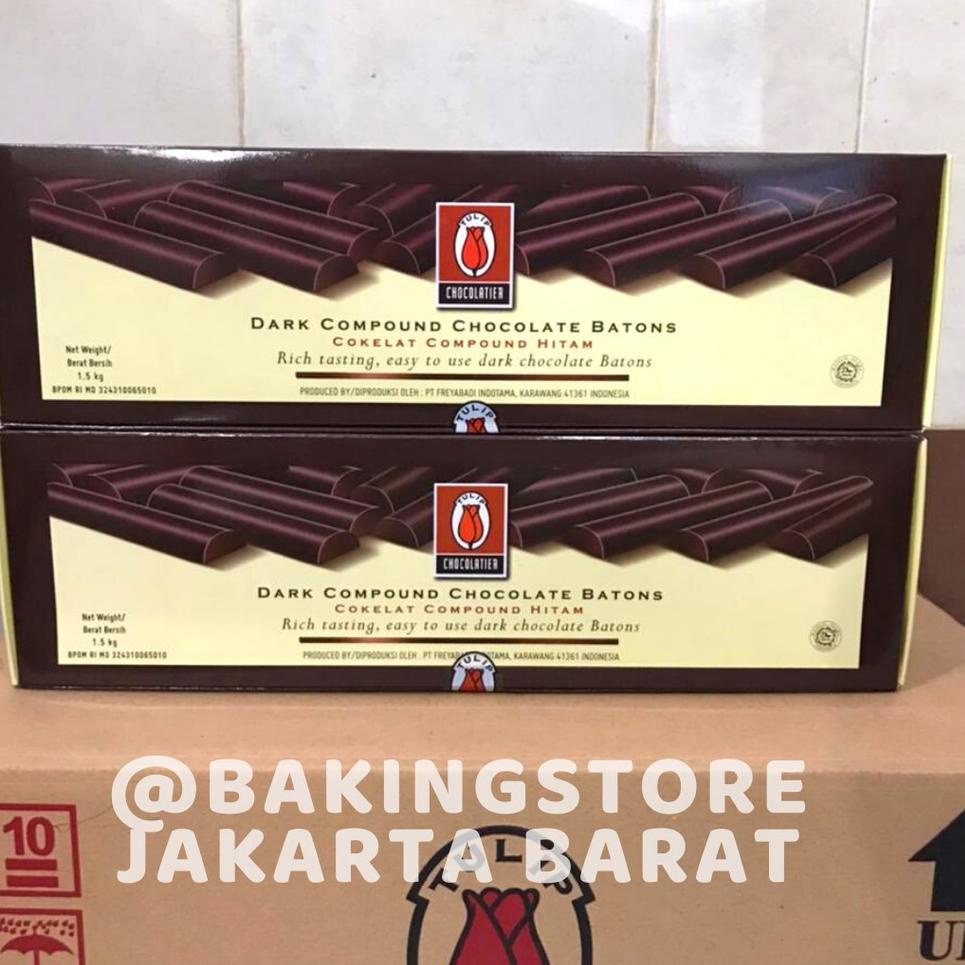 TULIP
CHOCOLATIER
DARK COMPOUND CHOCOLATE BATONS
COKELAT COMPOUND HITAM
Rich tasting, easy to use dark chocolate Batons
Net Weight/
Berat Bersih
1.5 kg
BPOM RI MD 324310065010
PRODUCED BY/DIPRODUKSI OLEH : PT FREYABADI INDOTAMA, KARAWANG 41361 INDONESIA
TULIP
TULIP
CHOCOLATIER
DARK COMPOUND CHOCOLATE BATONS
COKELAT COMPOUND HITAM
Rich tasting, easy to use dark chocolate Batons
Net Weight/
Berat Bersih
1.5 kg
BPOM RI MD 324310065010
PRODUCED BY/DIPRODUKSI OLEH : PT INDONESIA KARAWANG 41361
TULIP
@BAKINGSTORE
JAKARTA BARAT
10
TULIP